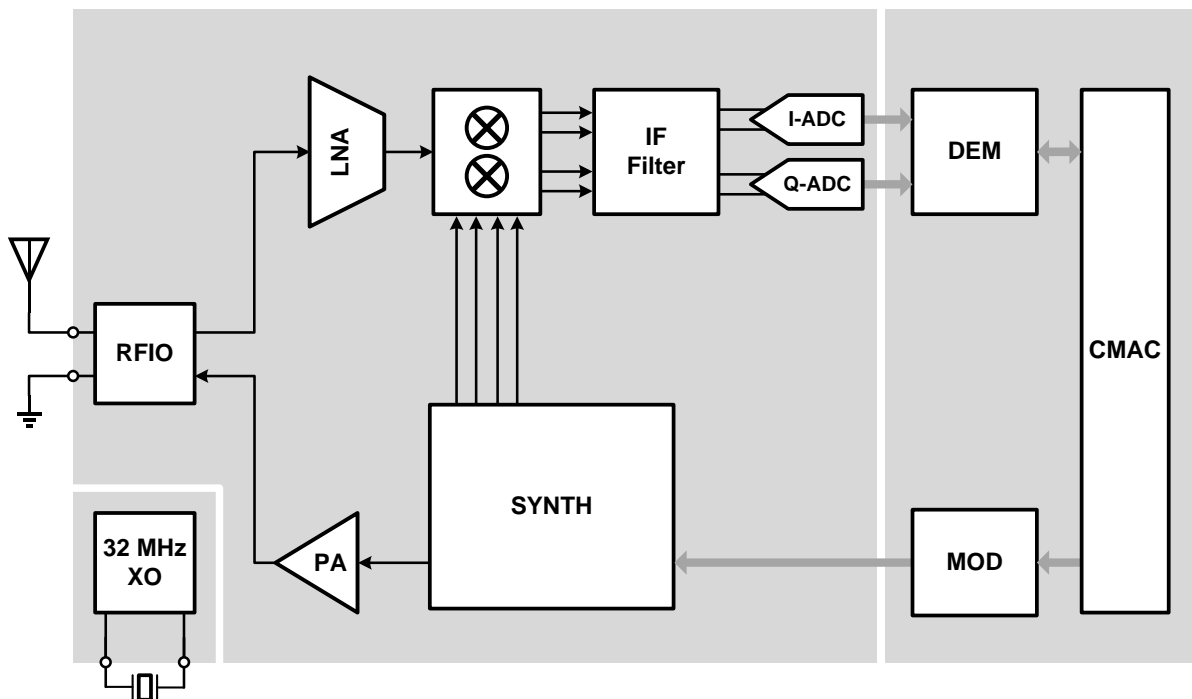 LNA
IF
Filter
I-ADC
Q-ADC
DEM
CMAC
RFIO
SYNTH
PA
MOD
32 MHz
XO